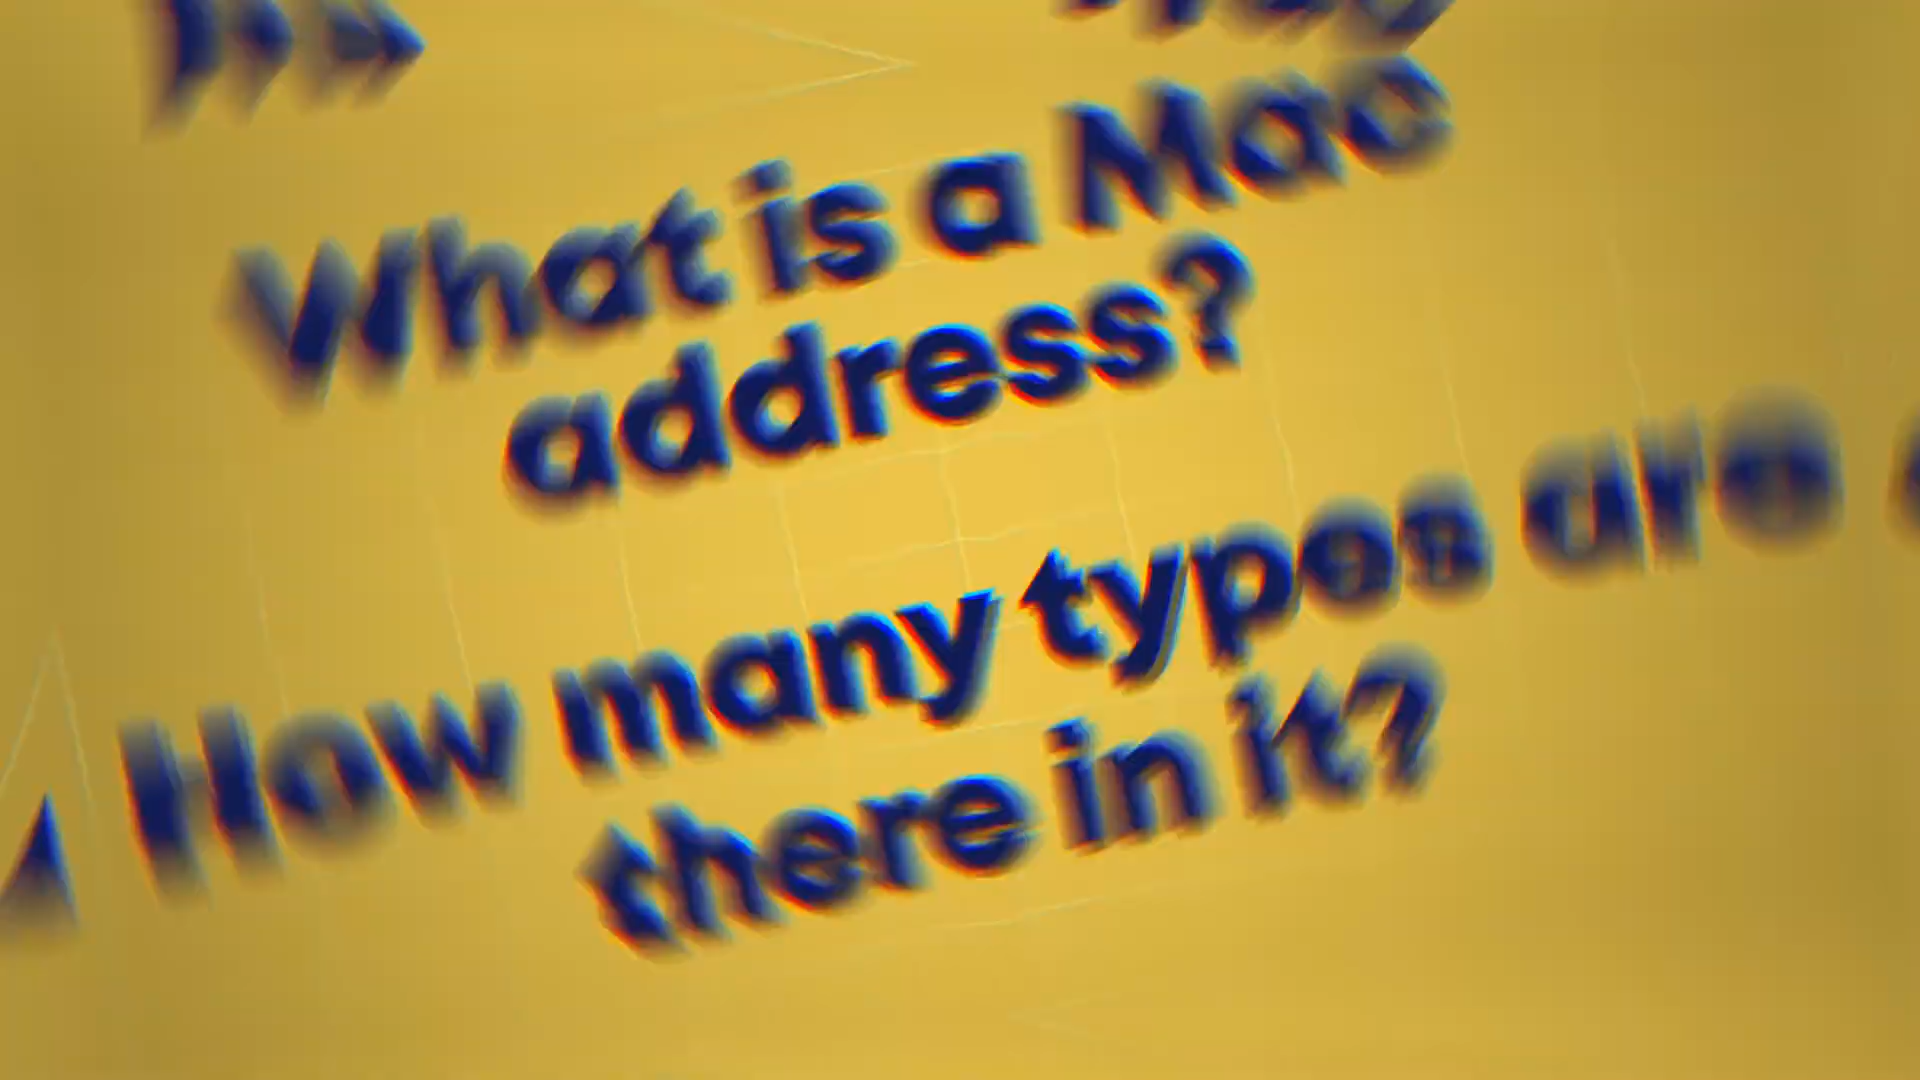 What is a Mac
address?
How many types are
there in it?